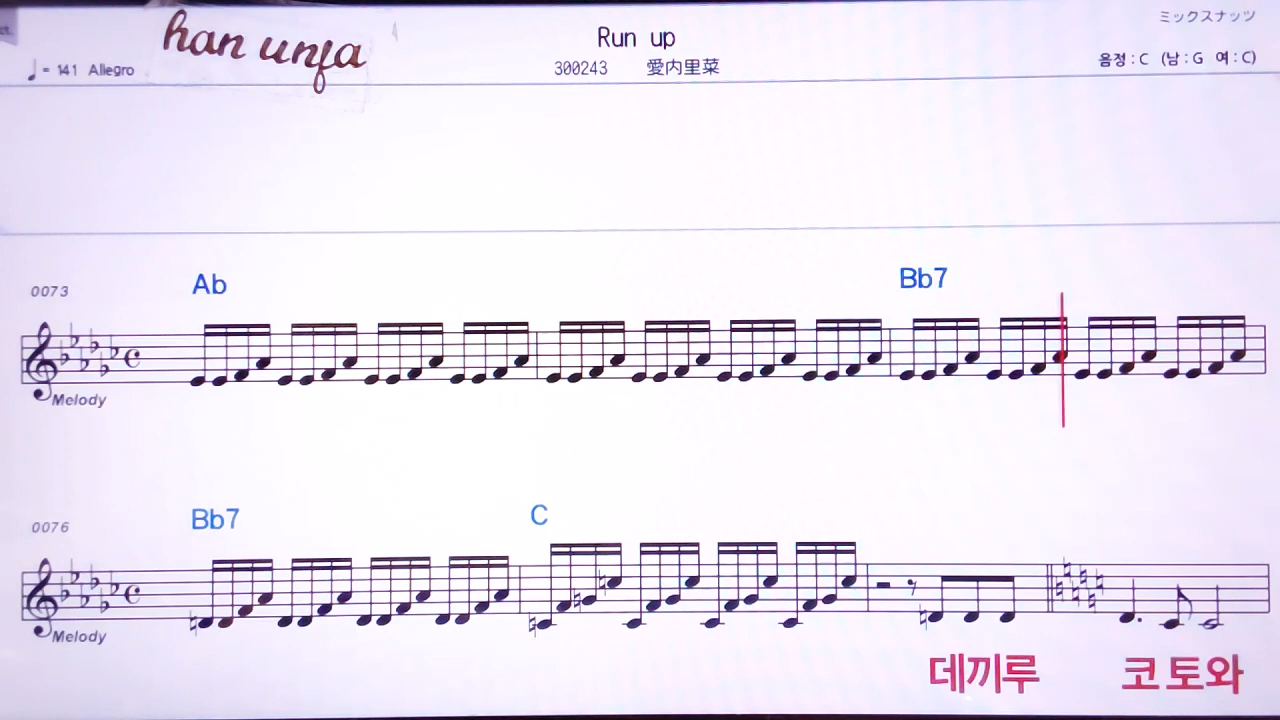 han unfa
Run up
ミックスナッツ
♩= 141 Allegro
300243 愛内里菜
음정 : C (남 : G 여 : C)
0073
Ab Bb7
Melody
0076
Bb7 C
Melody
데끼루 코토와